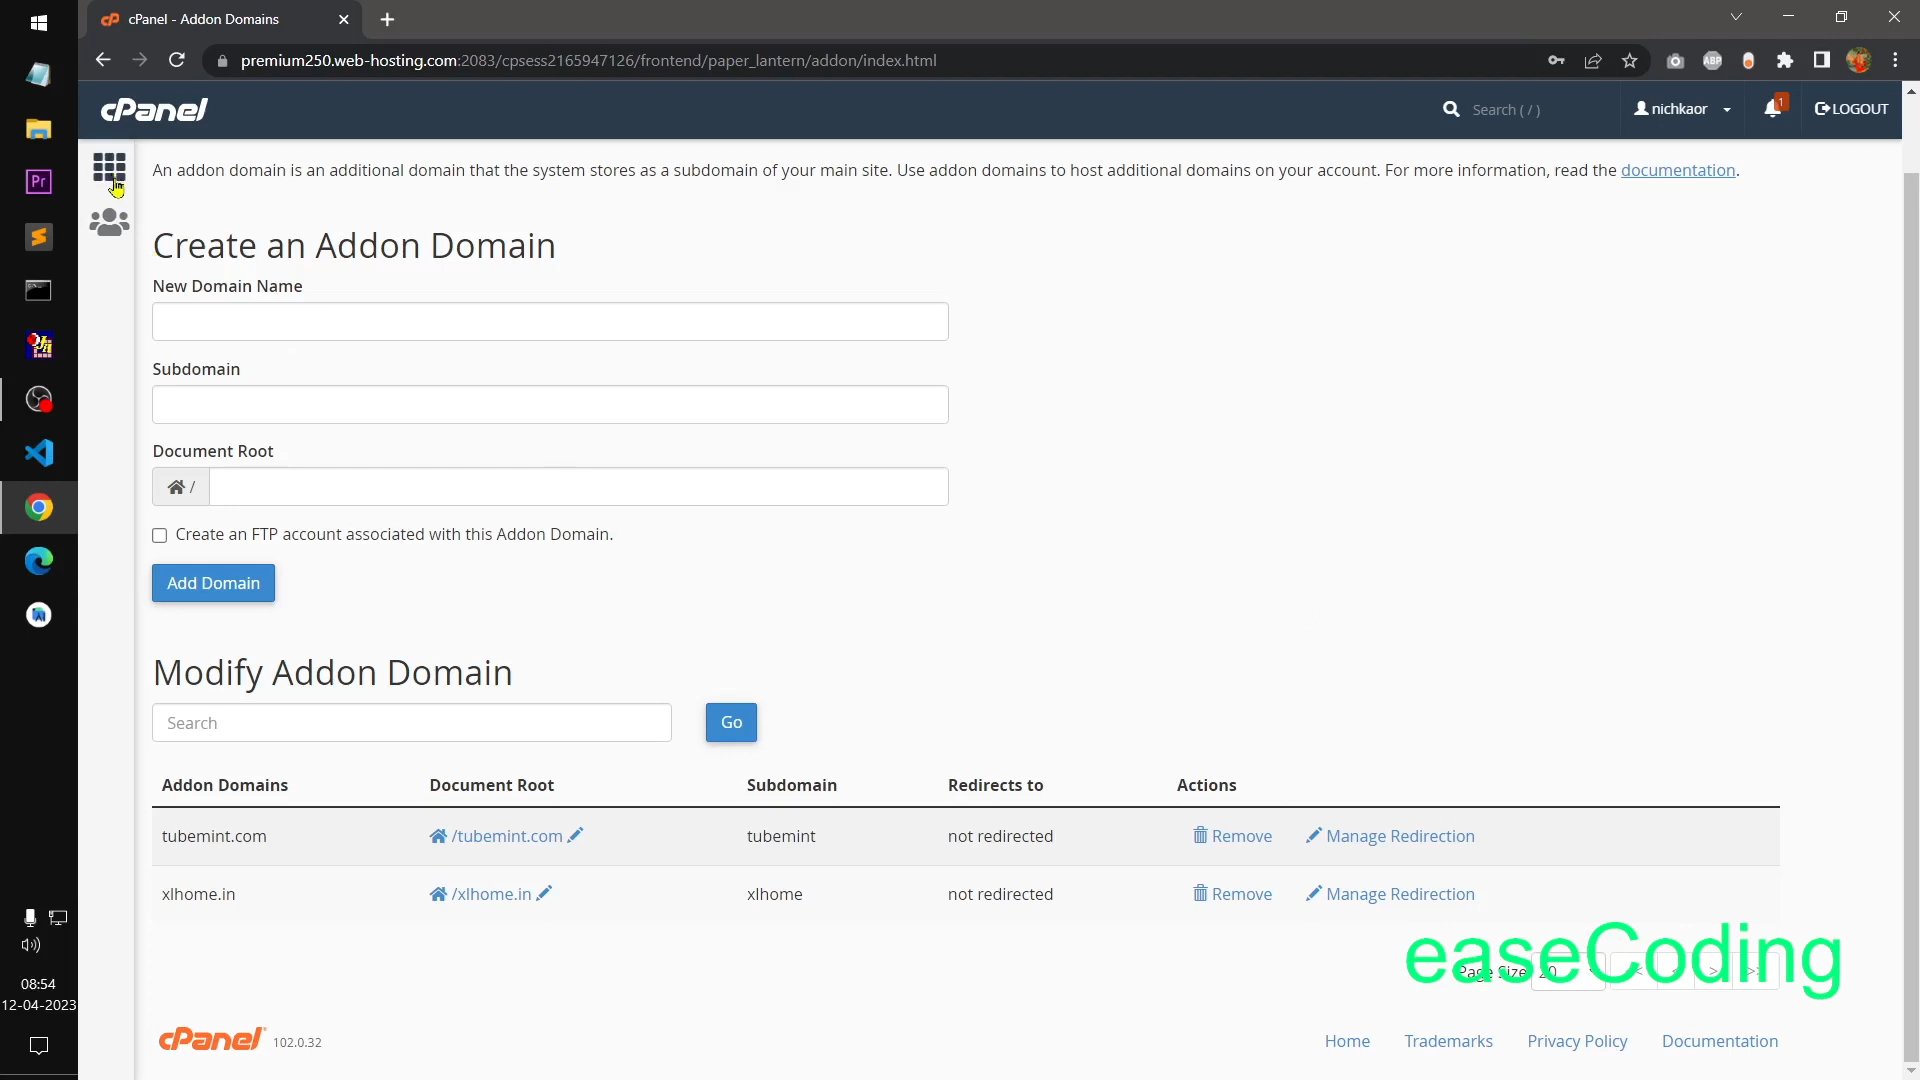 cPanel - Addon Domains
premium250.web-hosting.com:2083/cpsess2165947126/frontend/paper_lantern/addon/index.html
ABP
cPanel
Search ( / )
nichkaor
1
LOGOUT
An addon domain is an additional domain that the system stores as a subdomain of your main site. Use addon domains to host additional domains on your account. For more information, read the documentation.
Pr
Create an Addon Domain
New Domain Name
Subdomain
Document Root
/
Create an FTP account associated with this Addon Domain.
Add Domain
Modify Addon Domain
Search
Go
Addon Domains Document Root Subdomain Redirects to Actions
tubemint.com /tubemint.com tubemint not redirected Remove Manage Redirection
xlhome.in /xlhome.in xlhome not redirected Remove Manage Redirection
easeCoding
Page Size 20 << < > >>
08:54
12-04-2023
cPanel 102.0.32
Home Trademarks Privacy Policy Documentation